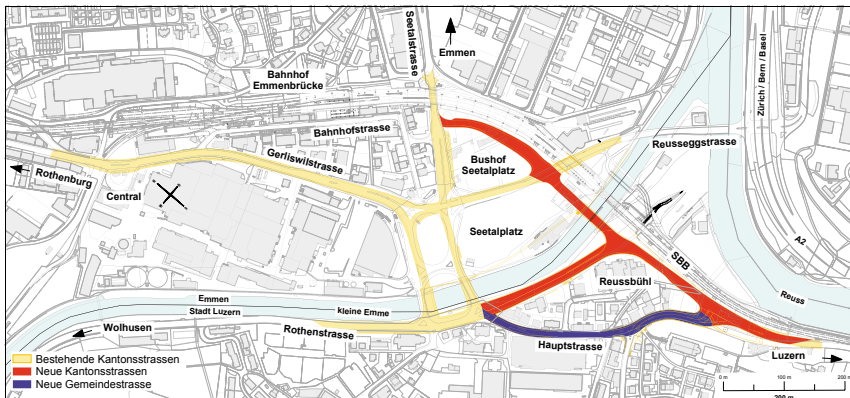 Seetalstrasse
Emmen
Zürich / Bern / Basel
Bahnhof
Emmenbrücke
Bahnhofstrasse
Reusseggstrasse
Gerliswilstrasse
Bushof
Seetalplatz
Rothenburg
Central
Seetalplatz
A2
SBB
Reussbühl
Emmen
Stadt Luzern
kleine Emme
Reuss
Wolhusen
Rothenstrasse
Hauptstrasse
Luzern
Bestehende Kantonsstrassen
Neue Kantonsstrassen
Neue Gemeindestrasse
0 m
100 m
200 m
200 m